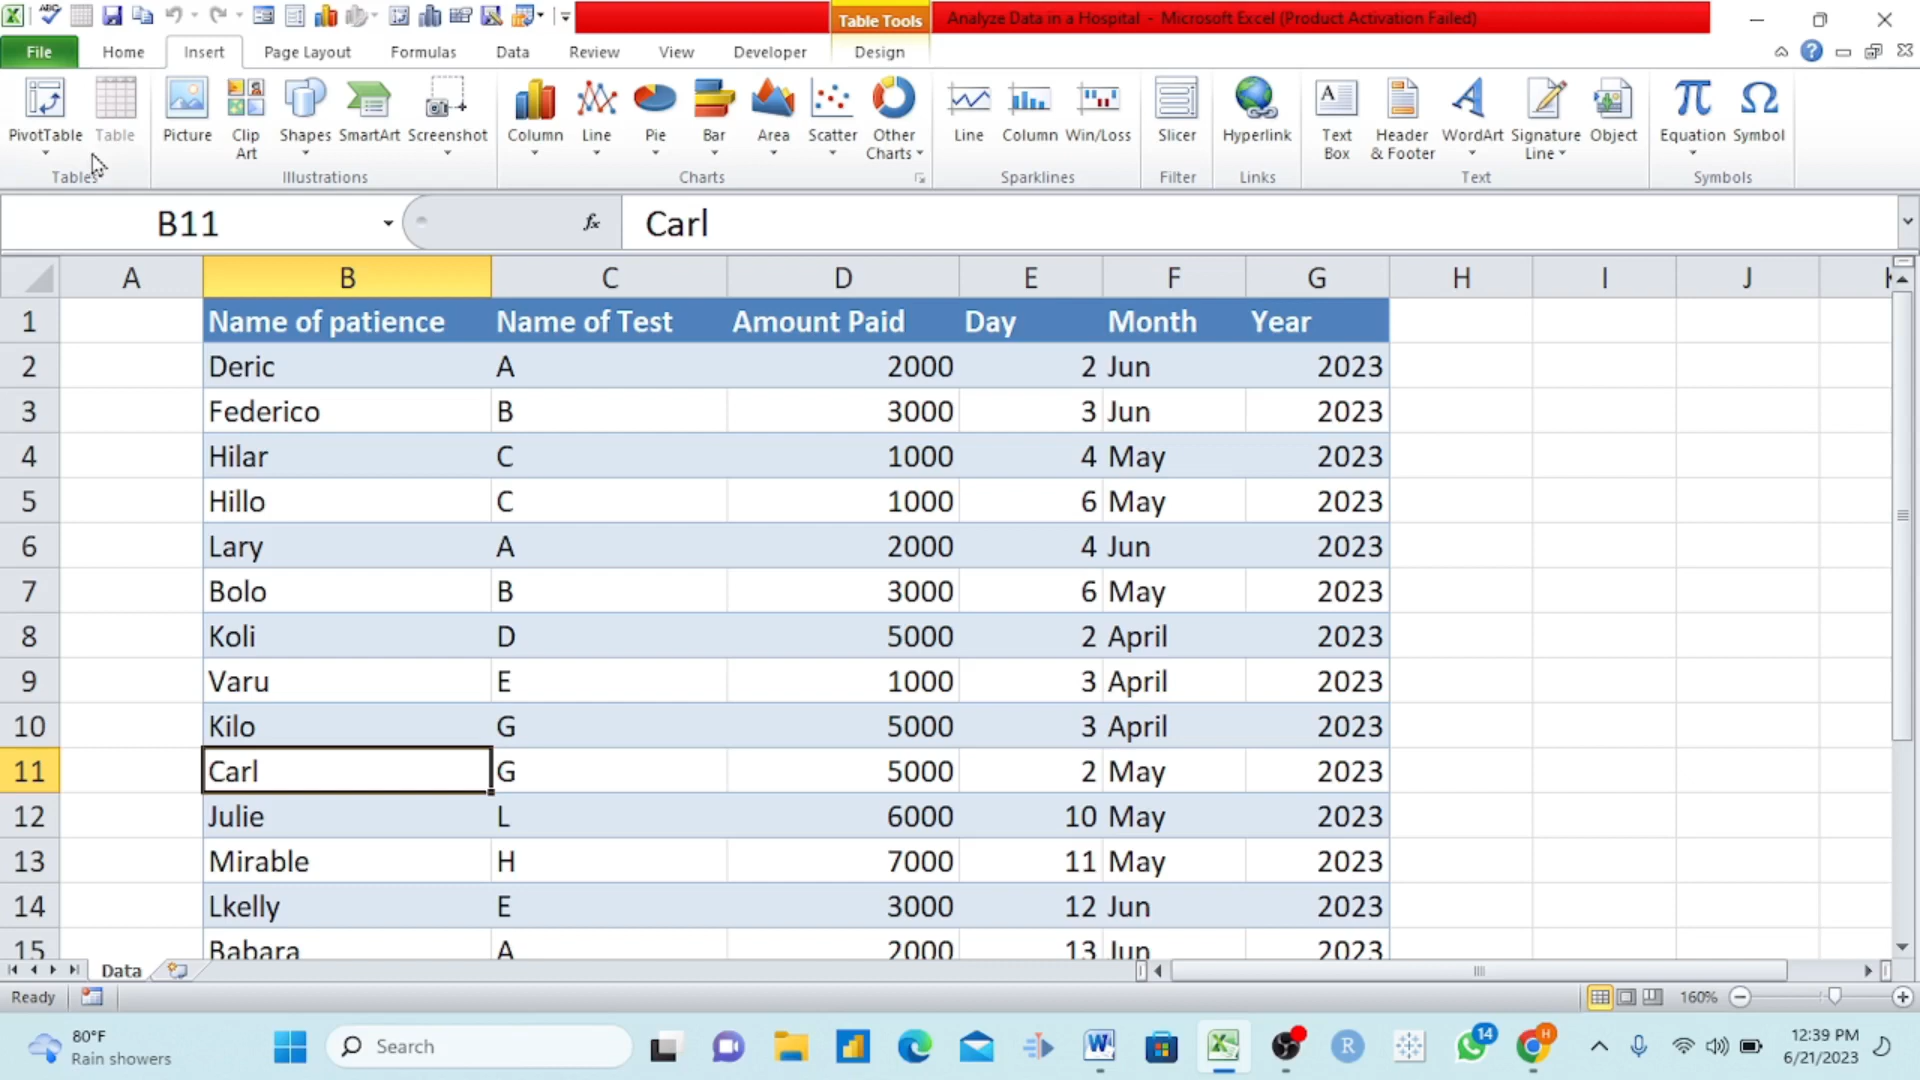 Table Tools
Analyze Data in a Hospital - Microsoft Excel (Product Activation Failed)
File Home Insert Page Layout Formulas Data Review View Developer Design
PivotTable Table Picture Clip Art Shapes SmartArt Screenshot Column Line Pie Bar Area Scatter Other Charts Line Column Win/Loss Slicer Hyperlink Text Box Header & Footer WordArt Signature Line Object Equation Symbol
Tables Illustrations Charts Sparklines Filter Links Text Symbols
B11 fx Carl
A B C D E F G H I J
1 Name of patience Name of Test Amount Paid Day Month Year
2 Deric A 2000 2 Jun 2023
3 Federico B 3000 3 Jun 2023
4 Hilar C 1000 4 May 2023
5 Hillo C 1000 6 May 2023
6 Lary A 2000 4 Jun 2023
7 Bolo B 3000 6 May 2023
8 Koli D 5000 2 April 2023
9 Varu E 1000 3 April 2023
10 Kilo G 5000 3 April 2023
11 Carl G 5000 2 May 2023
12 Julie L 6000 10 May 2023
13 Mirable H 7000 11 May 2023
14 Lkelly E 3000 12 Jun 2023
15 Babara A 2000 13 Jun 2023
Data
Ready 160%
80°F
Rain showers
Search
14
H
R
12:39 PM
6/21/2023